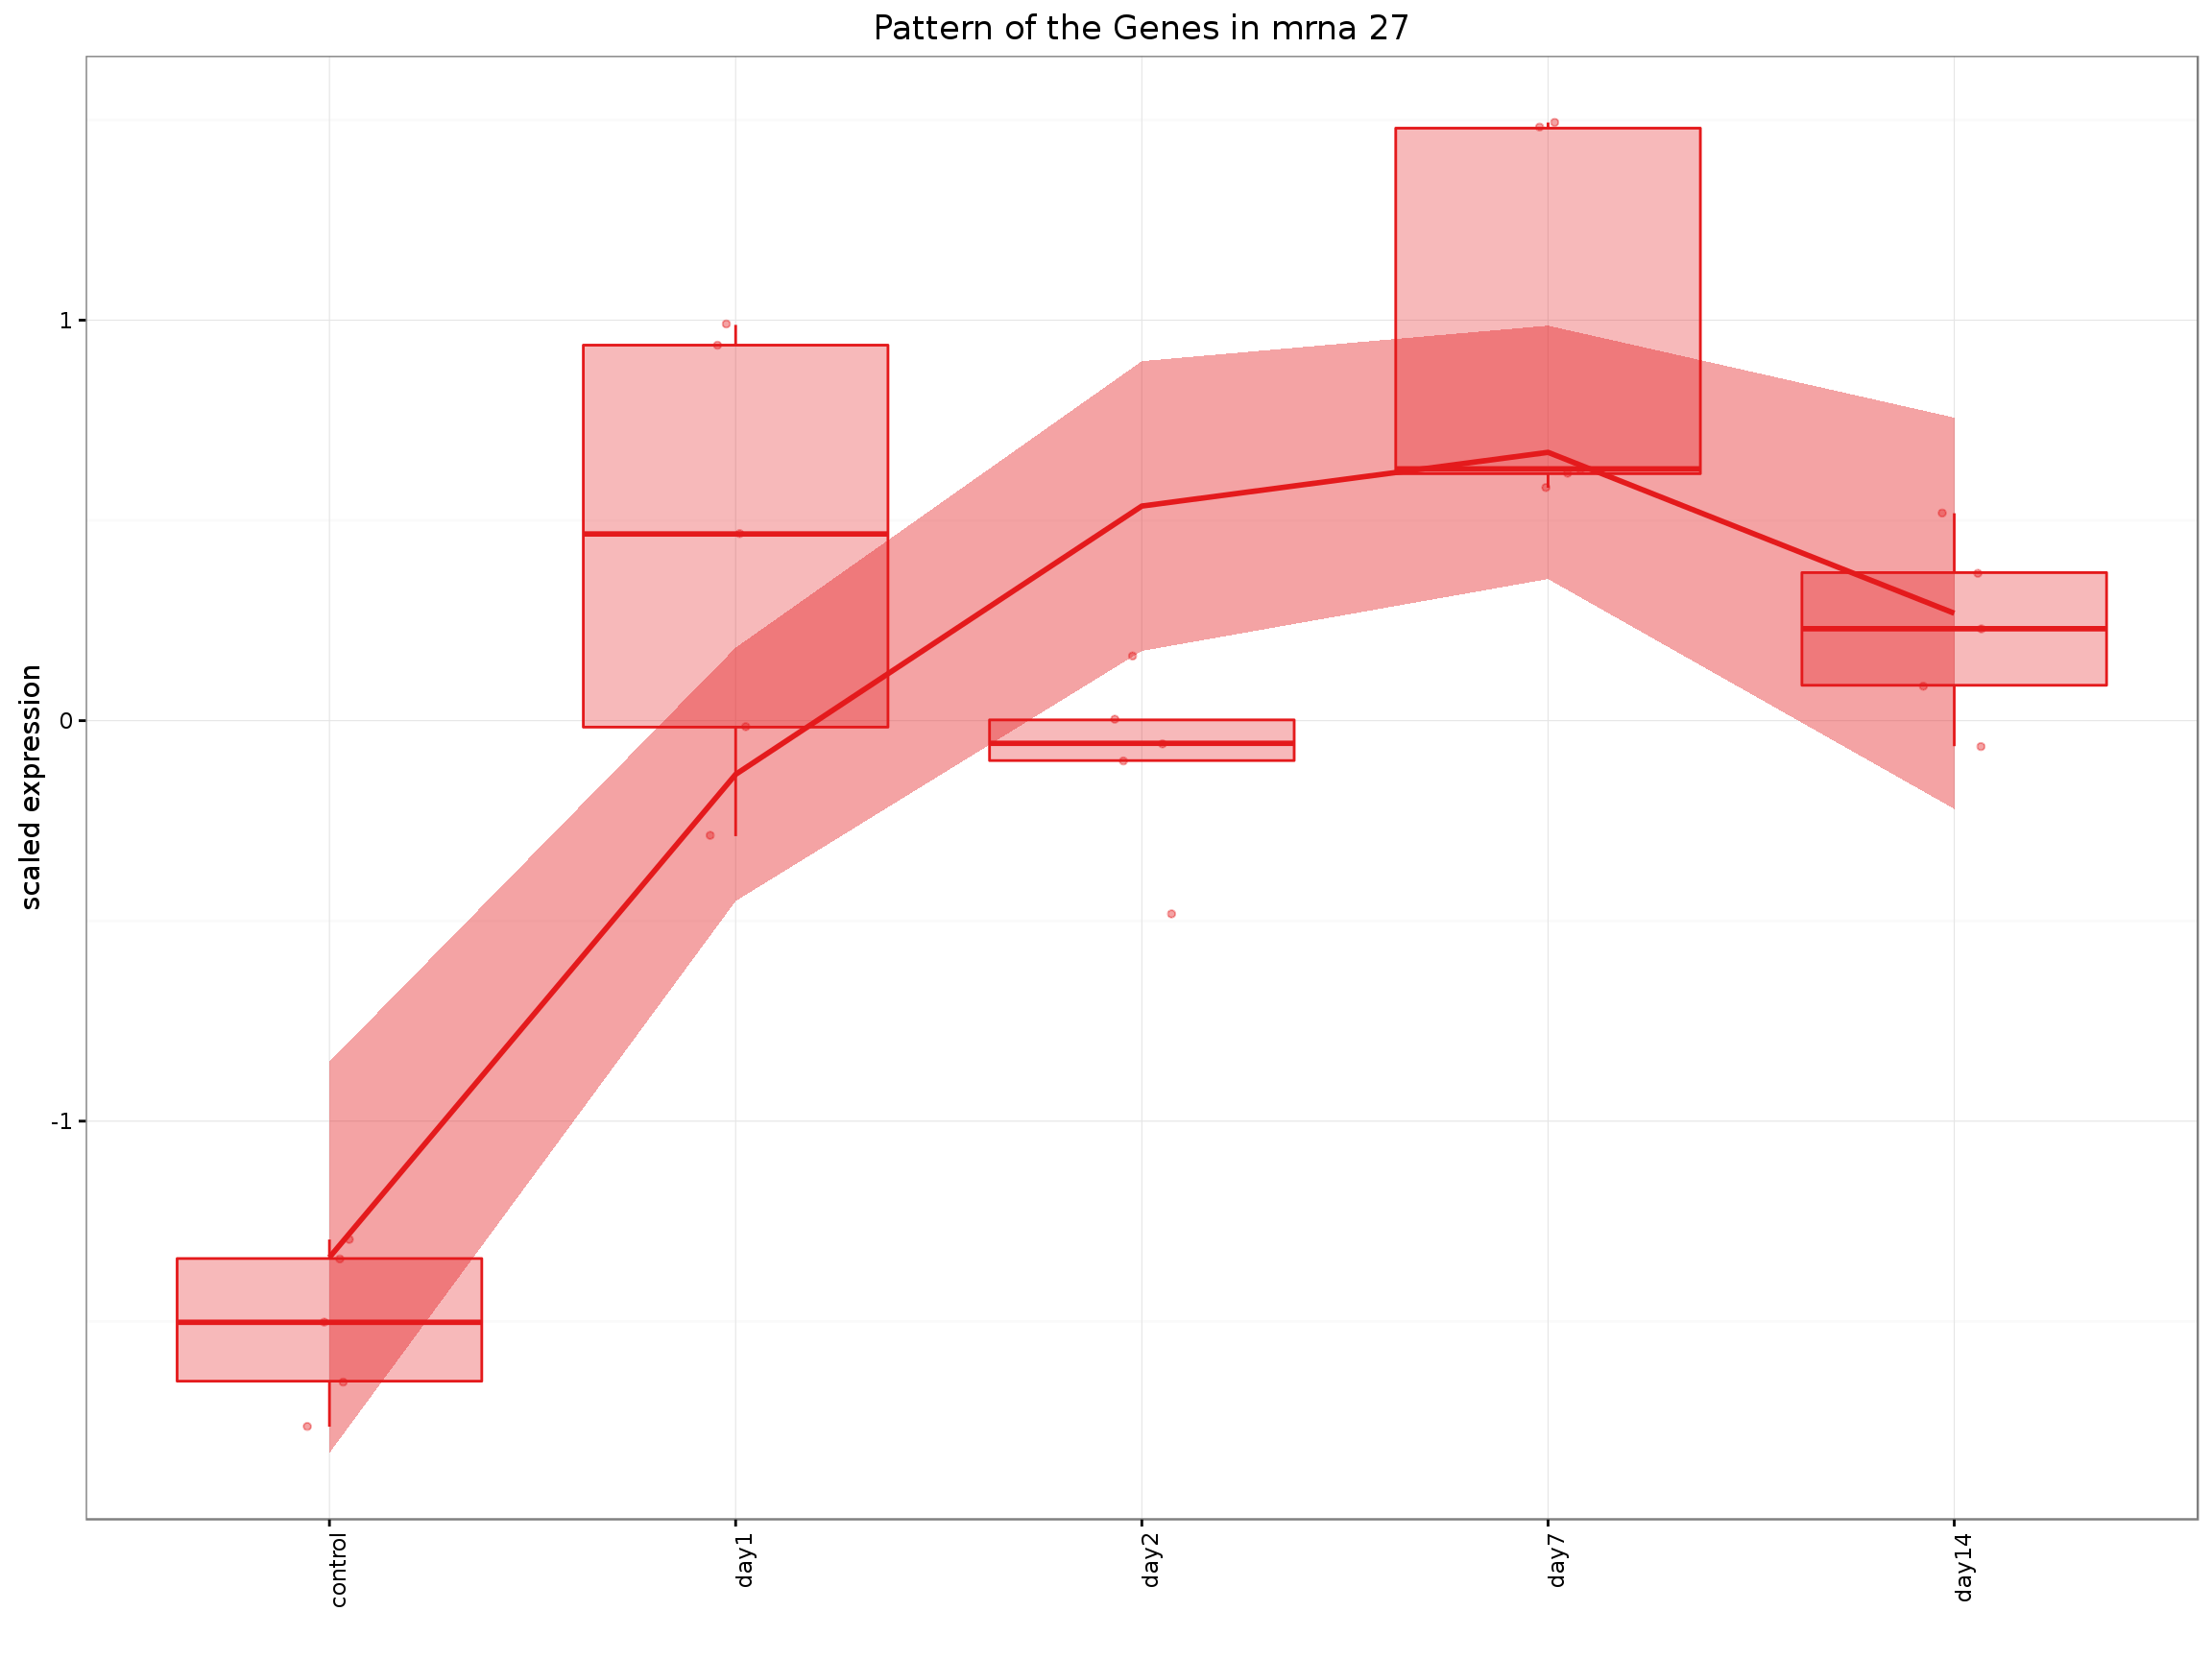 Pattern of the Genes in mrna 27
scaled expression
1
0
-1
control
day1
day2
day7
day14